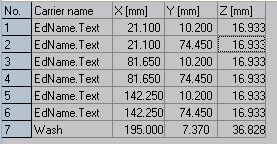 No. Carrier name X [mm] Y [mm] Z [mm]
1 EdName.Text 21.100 10.200 16.933
2 EdName.Text 21.100 74.450 16.933
3 EdName.Text 81.650 10.200 16.933
4 EdName.Text 81.650 74.450 16.933
5 EdName.Text 142.250 10.200 16.933
6 EdName.Text 142.250 74.450 16.933
7 Wash 195.000 7.370 36.828